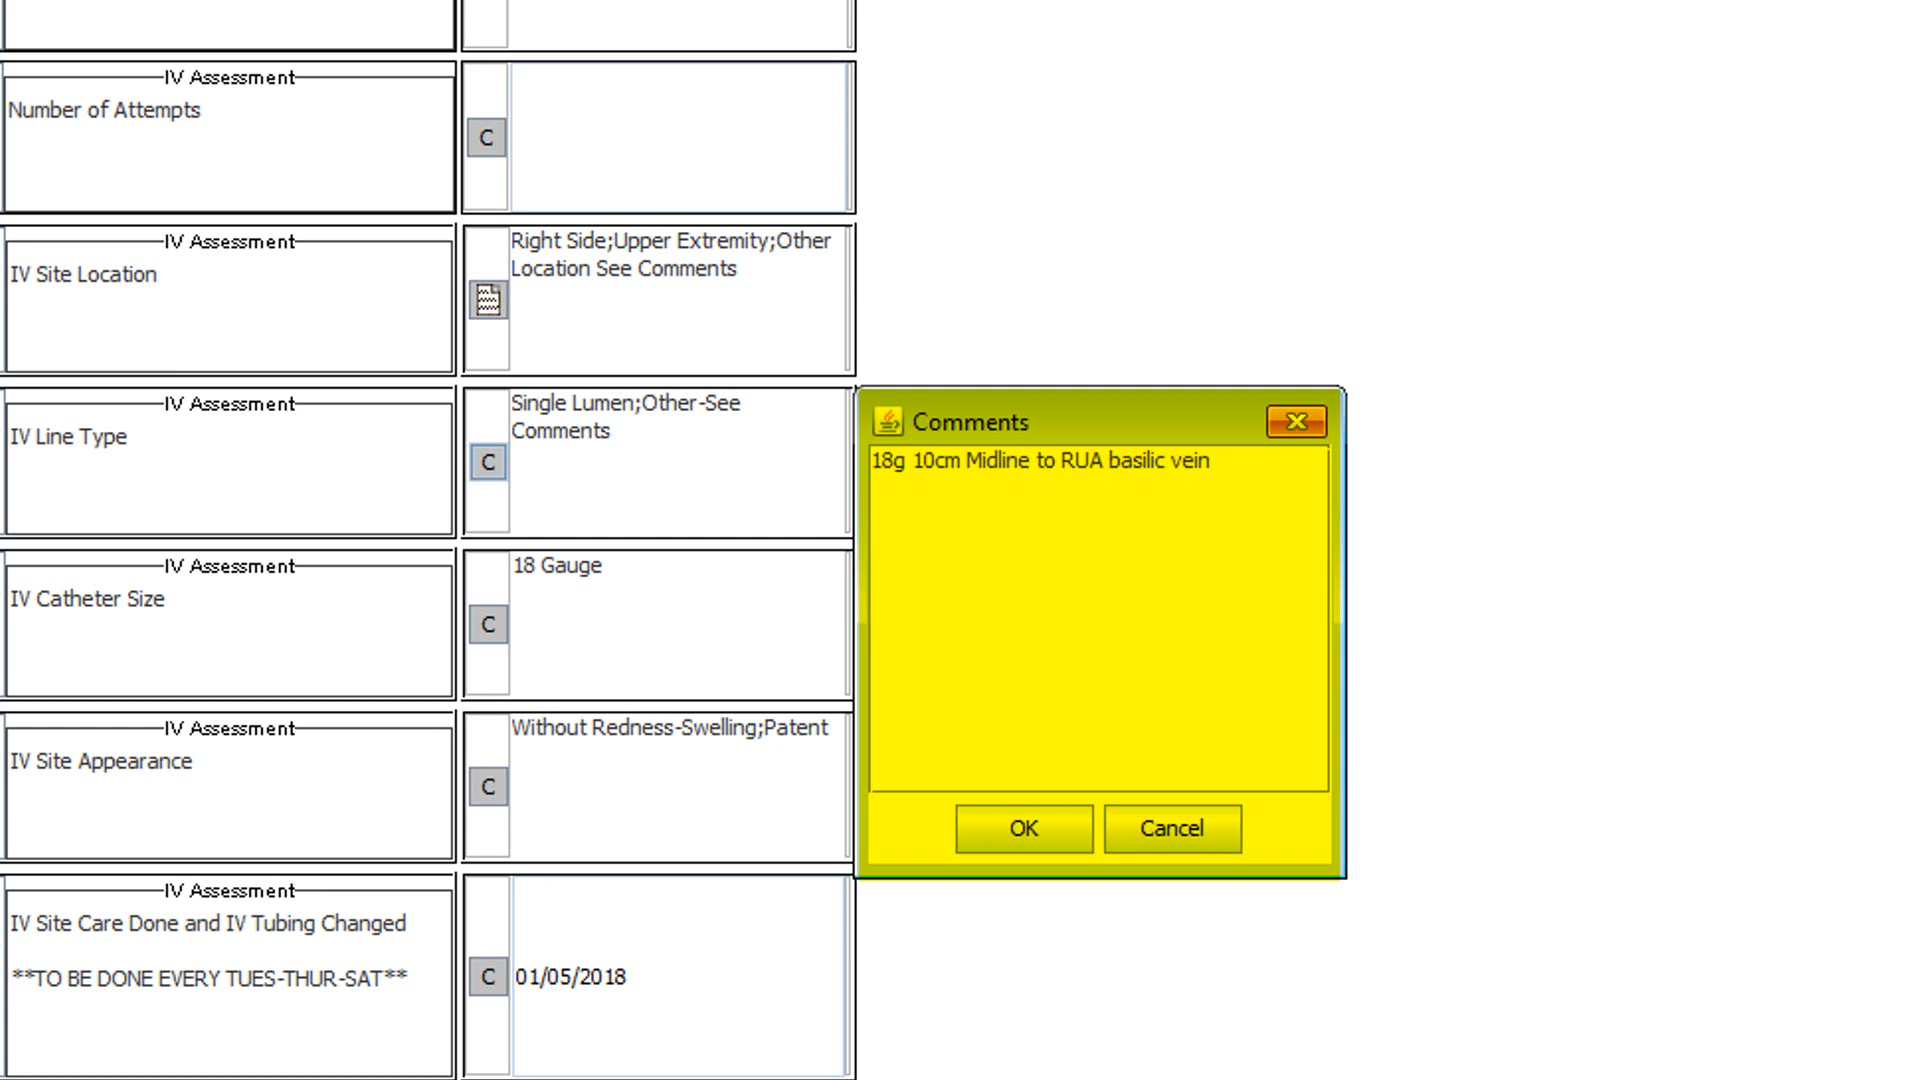 IV Assessment
Number of Attempts
C
IV Assessment
IV Site Location
Right Side;Upper Extremity;Other
Location See Comments
IV Assessment
IV Line Type
C
Single Lumen;Other-See
Comments
Comments
18g 10cm Midline to RUA basilic vein
OK
Cancel
IV Assessment
IV Catheter Size
C
18 Gauge
IV Assessment
IV Site Appearance
C
Without Redness-Swelling;Patent
IV Assessment
IV Site Care Done and IV Tubing Changed
**TO BE DONE EVERY TUES-THUR-SAT**
C
01/05/2018